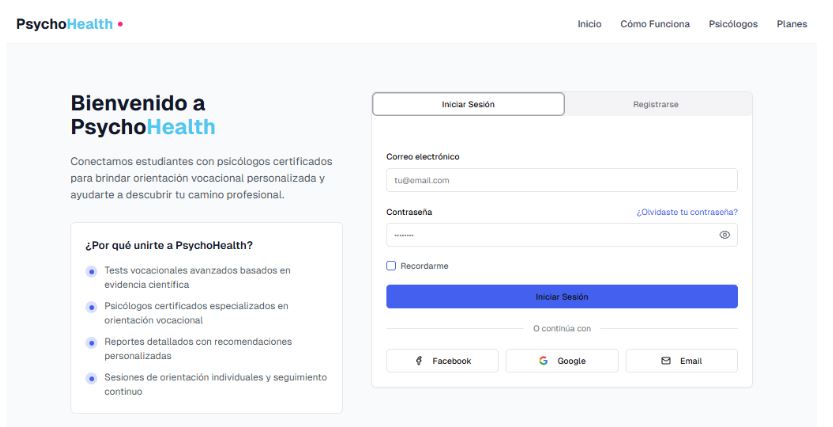 PsychoHealth
Inicio
Cómo Funciona
Psicólogos
Planes
Bienvenido a
PsychoHealth
Conectamos estudiantes con psicólogos certificados
para brindar orientación vocacional personalizada y
ayudarte a descubrir tu camino profesional.
¿Por qué unirte a PsychoHealth?
Tests vocacionales avanzados basados en
evidencia científica
Psicólogos certificados especializados en
orientación vocacional
Reportes detallados con recomendaciones
personalizadas
Sesiones de orientación individuales y seguimiento
continuo
Iniciar Sesión
Registrarse
Correo electrónico
tu@email.com
Contraseña
¿Olvidaste tu contraseña?
••••••••
Recordarme
Iniciar Sesión
O continúa con
Facebook
Google
Email